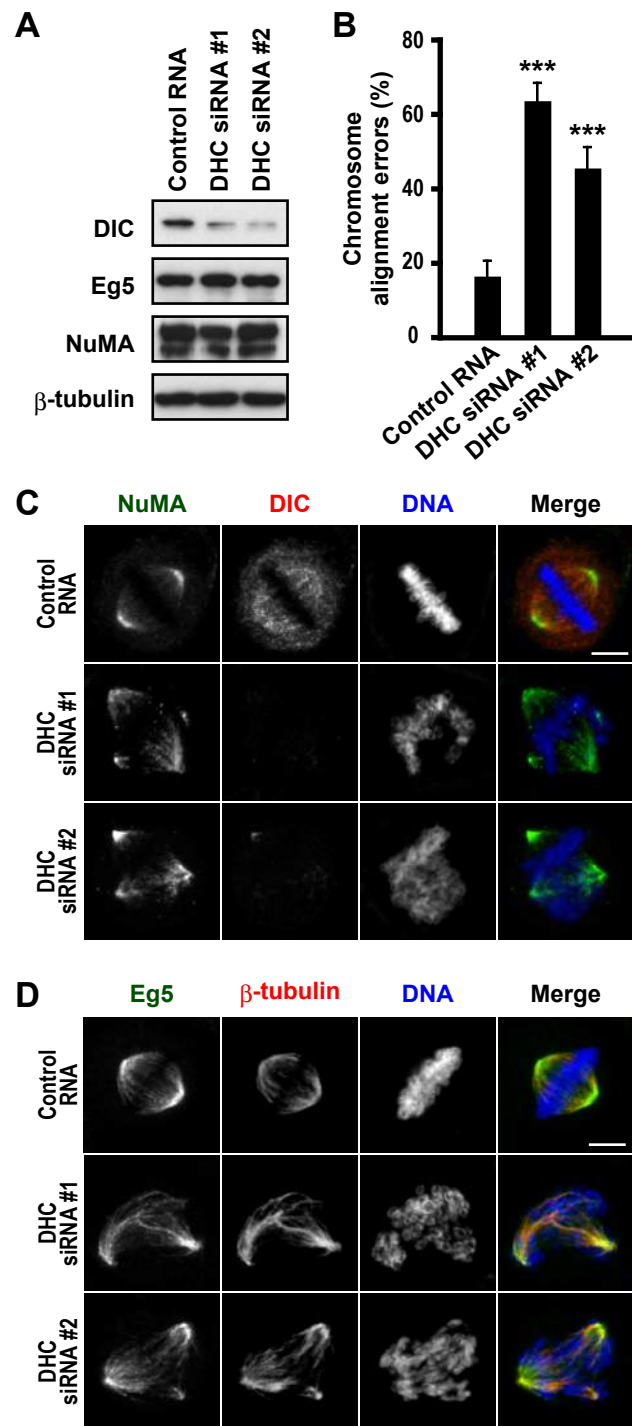 A
Control RNA
DHC siRNA #1
DHC siRNA #2
DIC
Eg5
NuMA
β-tubulin
B
Chromosome
alignment errors (%)
80
60
40
20
0
***
***
Control RNA
DHC siRNA #1
DHC siRNA #2
C
NuMA DIC DNA Merge
Control
RNA
DHC
siRNA #1
DHC
siRNA #2
D
Eg5 β-tubulin DNA Merge
Control
RNA
DHC
siRNA #1
DHC
siRNA #2